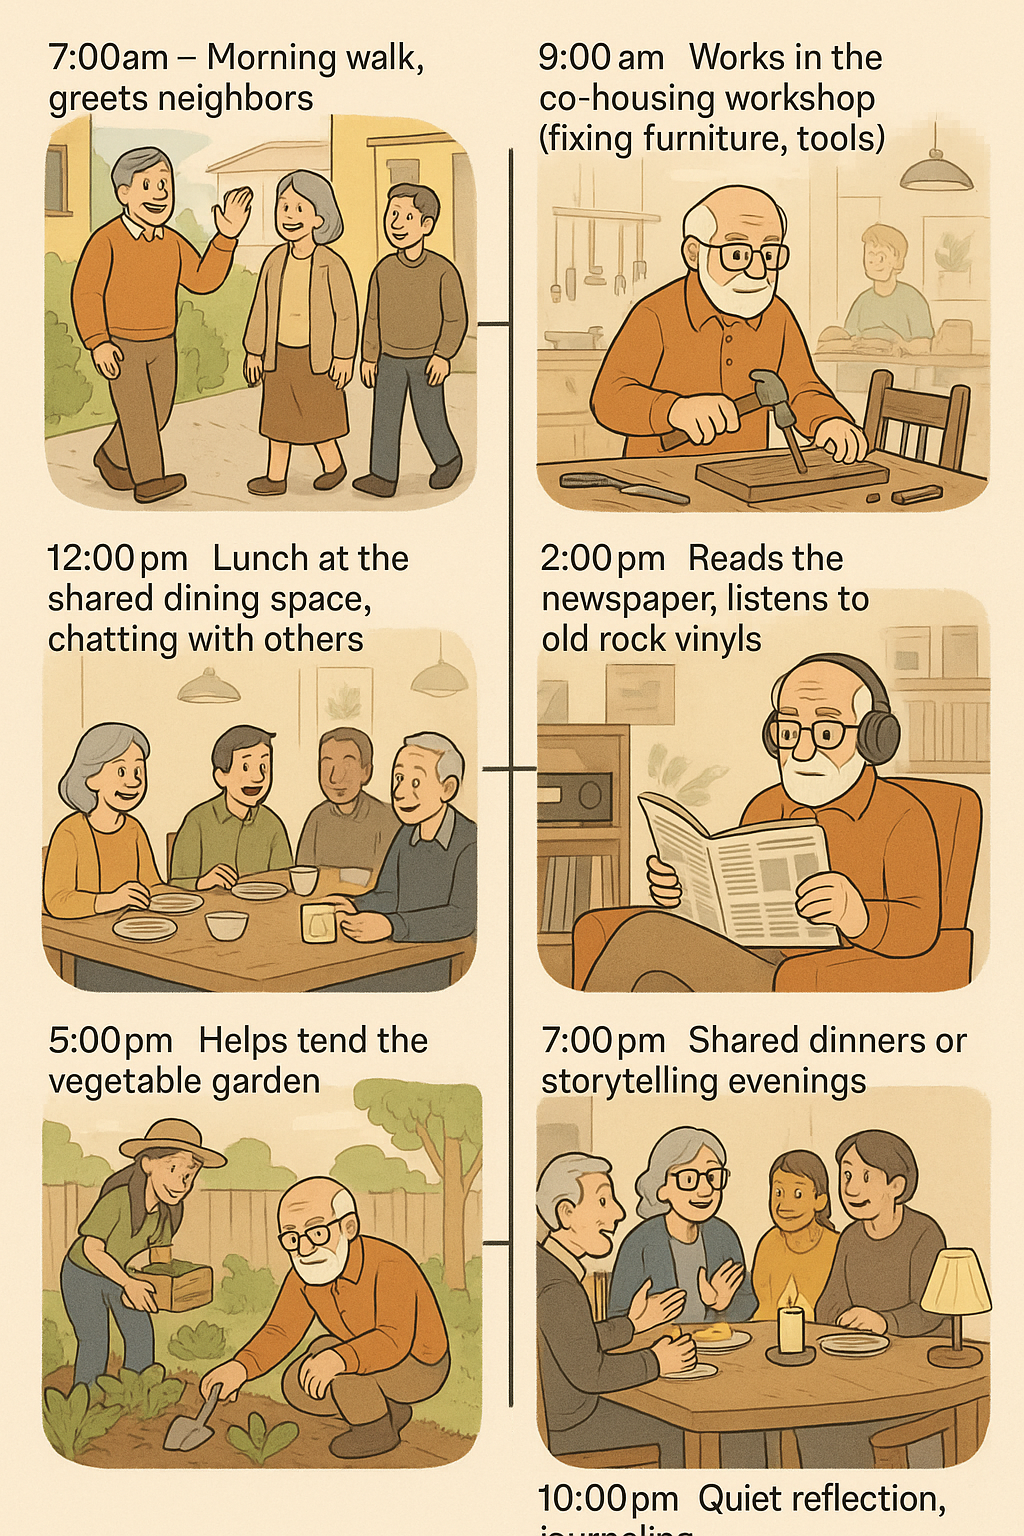 7:00am – Morning walk,
greets neighbors
9:00 am Works in the
co-housing workshop
(fixing furniture, tools)
12:00 pm Lunch at the
shared dining space,
chatting with others
2:00 pm Reads the
newspaper, listens to
old rock vinyls
5:00 pm Helps tend the
vegetable garden
7:00 pm Shared dinners or
storytelling evenings
10:00 pm Quiet reflection,
journaling